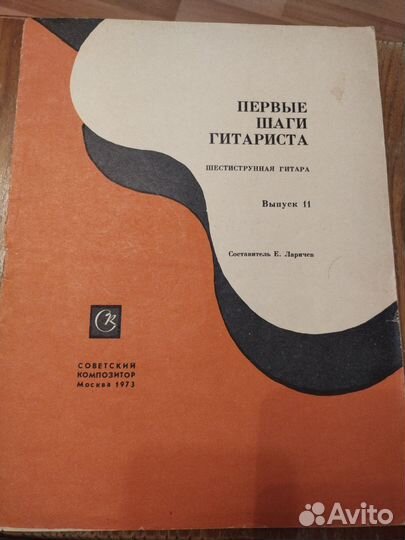 ПЕРВЫЕ
ШАГИ
ГИТАРИСТА
ШЕСТИСТРУННАЯ ГИТАРА
Выпуск 11
Составитель Е. Ларичев
СК
СОВЕТСКИЙ
КОМПОЗИТОР
Москва 1973
Avito